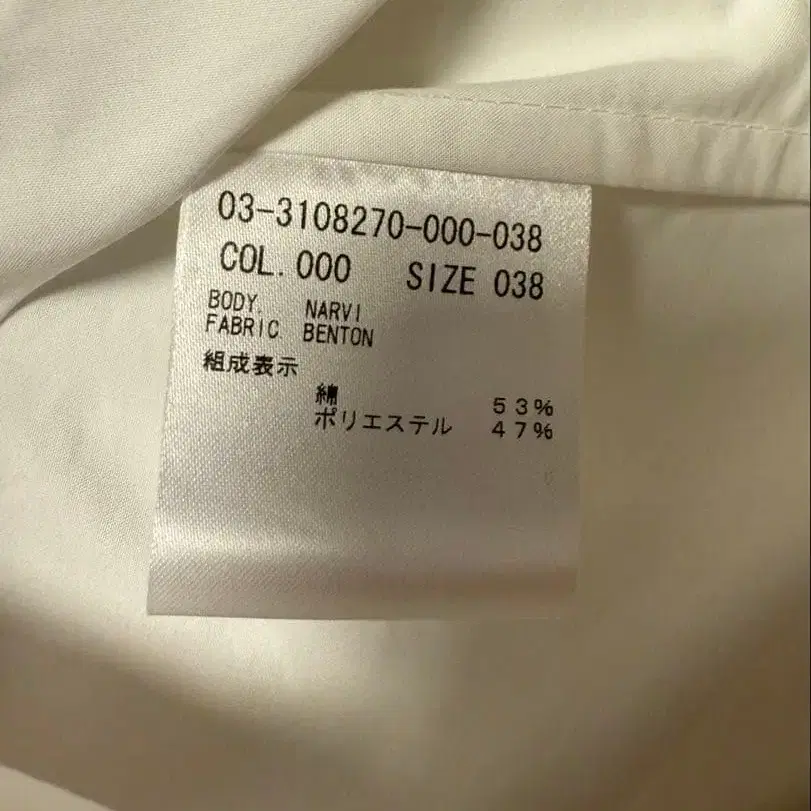 03-3108270-000-038
COL. 000 SIZE 038
BODY. NARVI
FABRIC. BENTON
組成表示
綿 53%
ポリエステル 47%